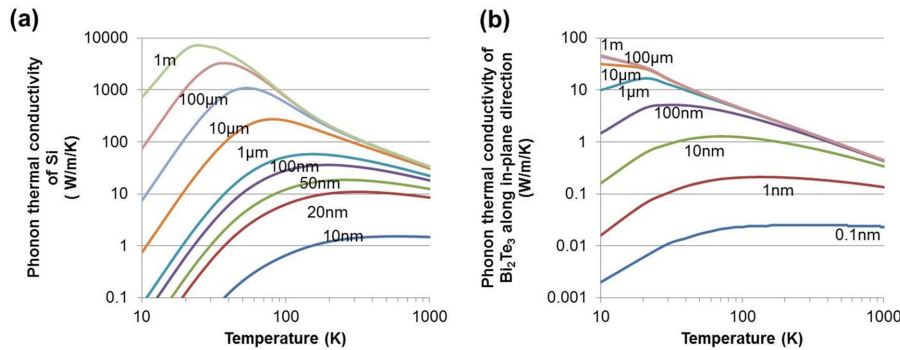 (a)
Phonon thermal conductivity
of Si
( W/m/K)
10000
1000
100
10
1
0.1
1m
100µm
10µm
1µm
100nm
50nm
20nm
10nm
10
100
1000
Temperature (K)
(b)
Phonon thermal conductivity of
Bi₂Te₃ along in-plane direction
(W/m/K)
100
10
1
0.1
0.01
0.001
1m
100µm
10µm
1µm
100nm
10nm
1nm
0.1nm
10
100
1000
Temperature (K)